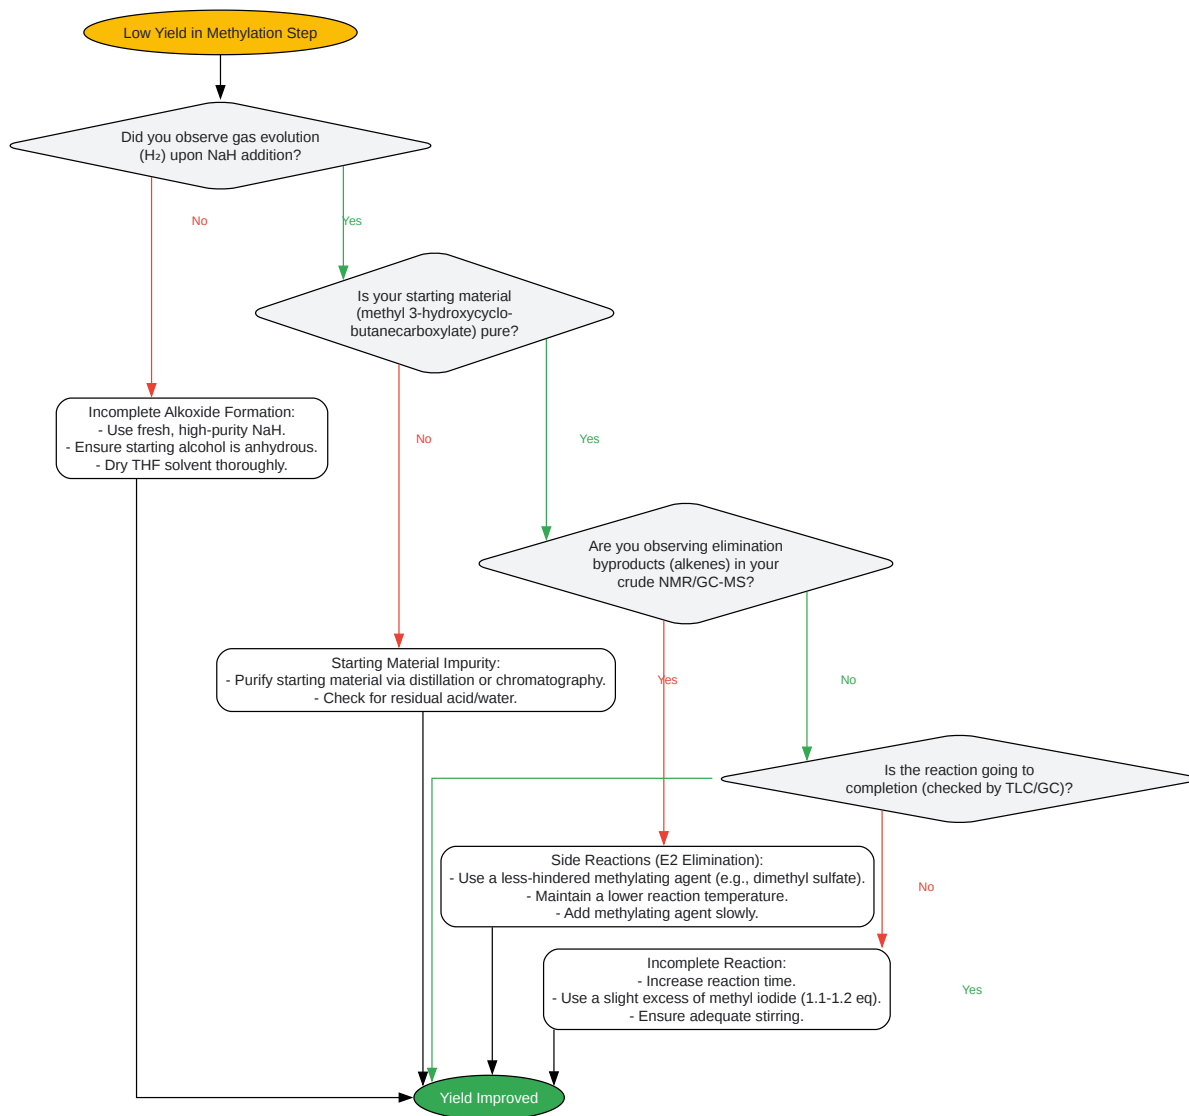 Low Yield in Methylation Step
Did you observe gas evolution
(H₂) upon NaH addition?
No
Yes
Is your starting material
(methyl 3-hydroxycyclo-
butanecarboxylate) pure?
Incomplete Alkoxide Formation:
- Use fresh, high-purity NaH.
- Ensure starting alcohol is anhydrous.
- Dry THF solvent thoroughly.
No
Yes
Are you observing elimination
byproducts (alkenes) in your
crude NMR/GC-MS?
Starting Material Impurity:
- Purify starting material via distillation or chromatography.
- Check for residual acid/water.
Yes
No
Is the reaction going to
completion (checked by TLC/GC)?
Side Reactions (E2 Elimination):
- Use a less-hindered methylating agent (e.g., dimethyl sulfate).
- Maintain a lower reaction temperature.
- Add methylating agent slowly.
No
Incomplete Reaction:
- Increase reaction time.
- Use a slight excess of methyl iodide (1.1-1.2 eq).
- Ensure adequate stirring.
Yes
Yield Improved